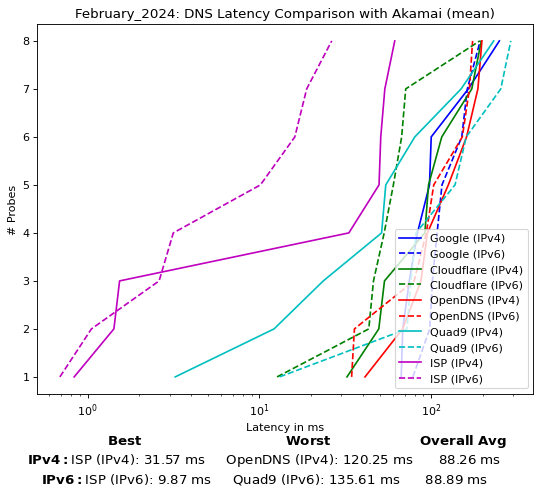 February_2024: DNS Latency Comparison with Akamai (mean)
# Probes
8
7
6
5
4
3
2
1
Google (IPv4)
Google (IPv6)
Cloudflare (IPv4)
Cloudflare (IPv6)
OpenDNS (IPv4)
OpenDNS (IPv6)
Quad9 (IPv4)
Quad9 (IPv6)
ISP (IPv4)
ISP (IPv6)
10⁰ 10¹ 10²
Latency in ms
Best Worst Overall Avg
IPv4: ISP (IPv4): 31.57 ms OpenDNS (IPv4): 120.25 ms 88.26 ms
IPv6: ISP (IPv6): 9.87 ms Quad9 (IPv6): 135.61 ms 88.89 ms